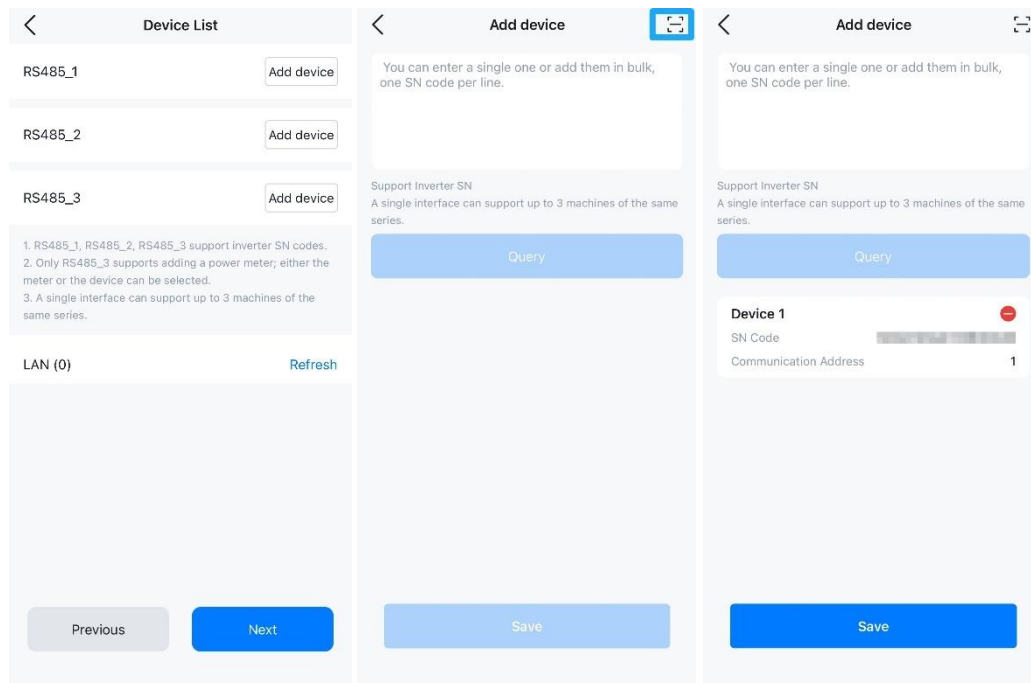 Device List
RS485_1
Add device
RS485_2
Add device
RS485_3
Add device
1. RS485_1, RS485_2, RS485_3 support inverter SN codes.
2. Only RS485_3 supports adding a power meter; either the
meter or the device can be selected.
3. A single interface can support up to 3 machines of the
same series.
LAN (0)
Refresh
Previous
Next
Add device
You can enter a single one or add them in bulk,
one SN code per line.
Support Inverter SN
A single interface can support up to 3 machines of the same
series.
Query
Save
Add device
You can enter a single one or add them in bulk,
one SN code per line.
Support Inverter SN
A single interface can support up to 3 machines of the same
series.
Query
Device 1
SN Code
Communication Address
1
Save